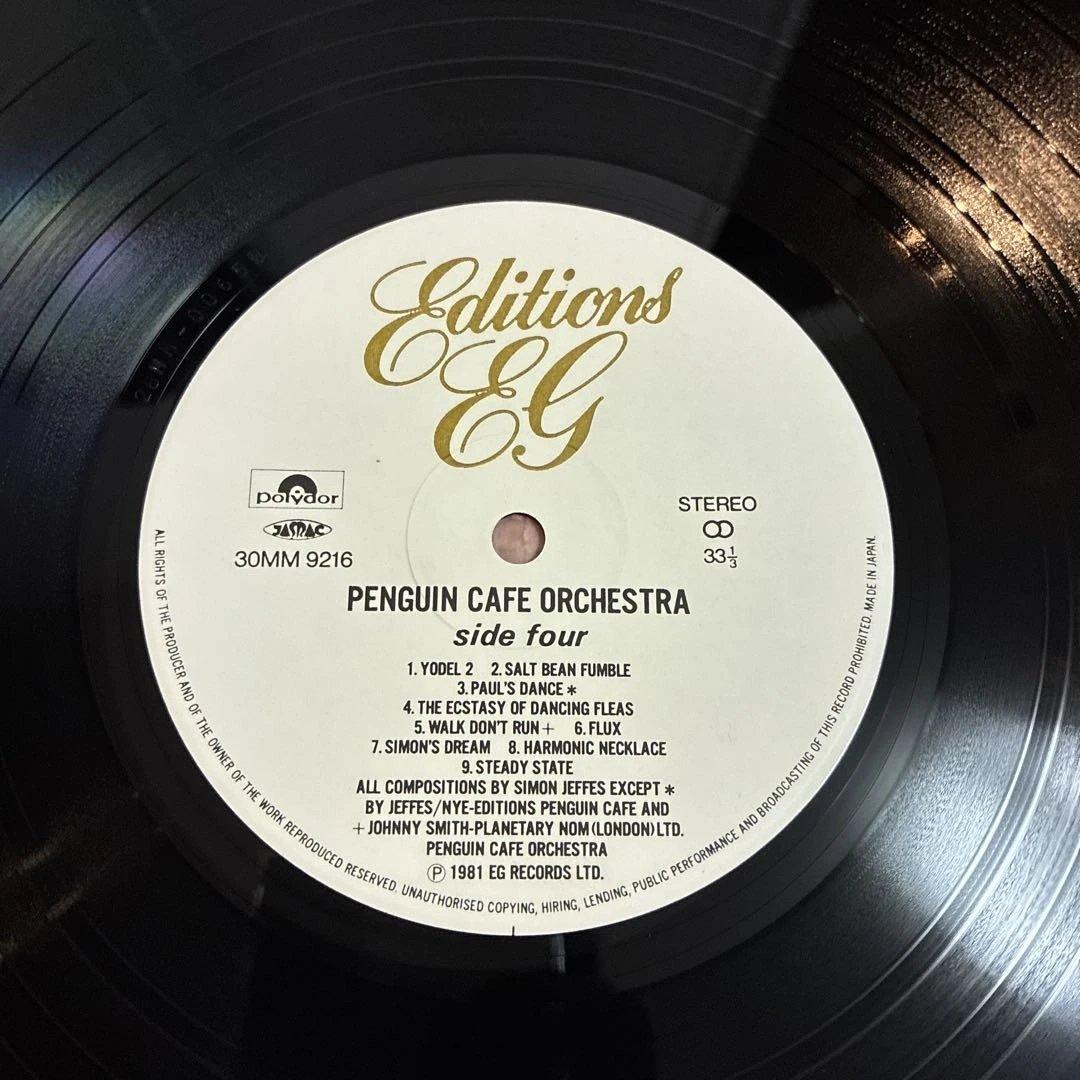 Editions
EG
polydor
JASRAC
30MM 9216
STEREO
33⅓
PENGUIN CAFE ORCHESTRA
side four
1. YODEL 2 2. SALT BEAN FUMBLE
3. PAUL'S DANCE *
4. THE ECSTASY OF DANCING FLEAS
5. WALK DON'T RUN + 6. FLUX
7. SIMON'S DREAM 8. HARMONIC NECKLACE
9. STEADY STATE
ALL COMPOSITIONS BY SIMON JEFFES EXCEPT *
BY JEFFES/NYE-EDITIONS PENGUIN CAFE AND
+ JOHNNY SMITH-PLANETARY NOM (LONDON) LTD.
PENGUIN CAFE ORCHESTRA
Ⓟ 1981 EG RECORDS LTD.
ALL RIGHTS OF THE PRODUCER AND OF THE OWNER OF THE WORK REPRODUCED RESERVED. UNAUTHORISED COPYING, HIRING, LENDING, PUBLIC PERFORMANCE AND BROADCASTING OF THIS RECORD PROHIBITED. MADE IN JAPAN.